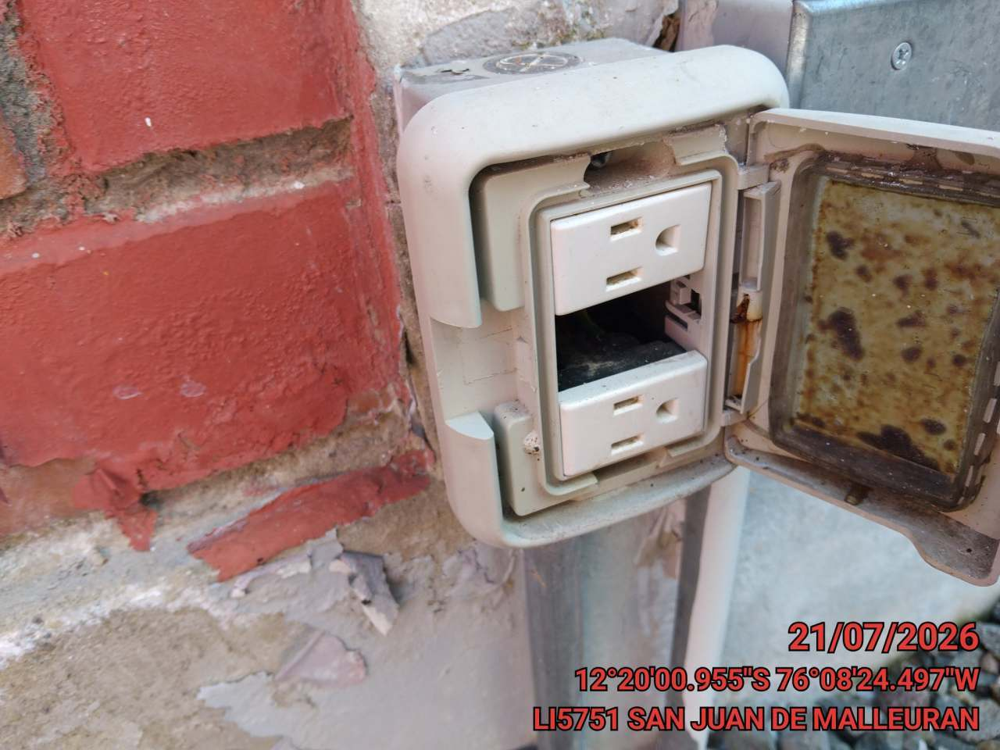 21/07/2026
12°20'00.955"S 76°08'24.497"W
LI5751 SAN JUAN DE MALLEURAN